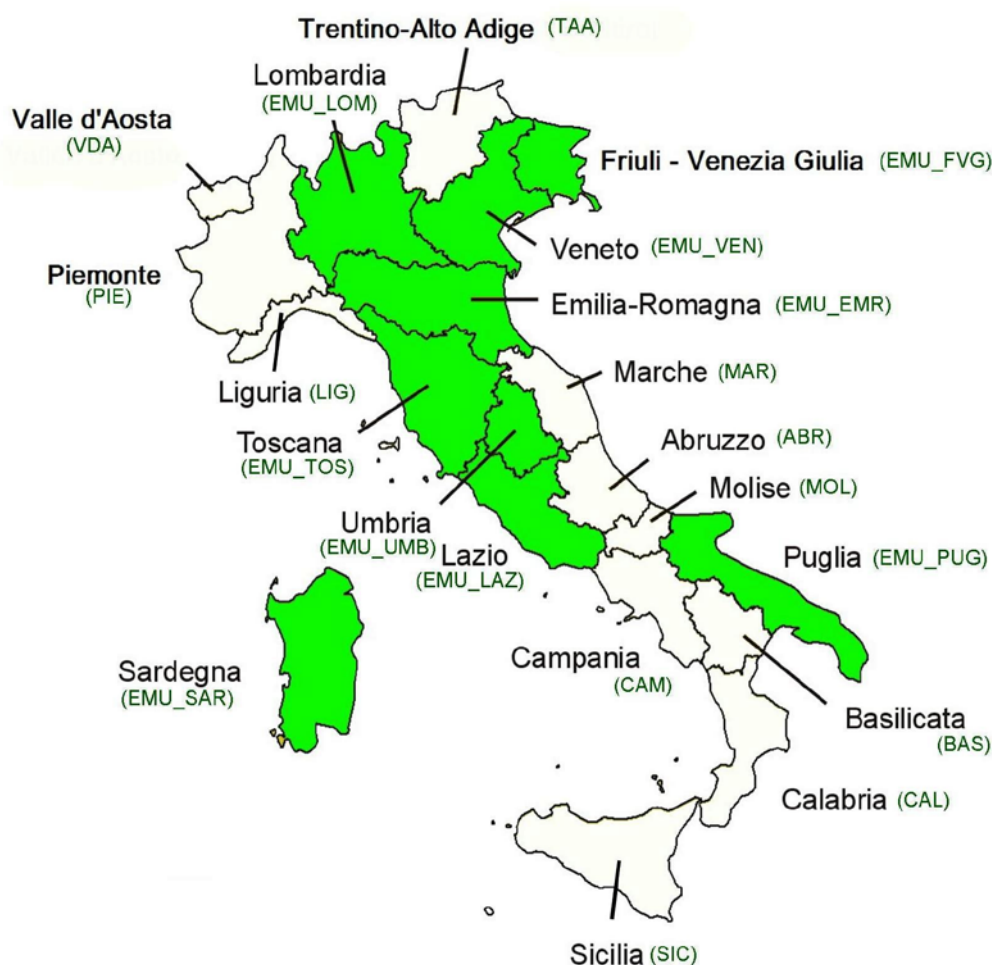 Trentino-Alto Adige (TAA)
Lombardia
(EMU_LOM)
Valle d'Aosta
(VDA)
Friuli - Venezia Giulia (EMU_FVG)
Veneto (EMU_VEN)
Piemonte
(PIE)
Emilia-Romagna (EMU_EMR)
Marche (MAR)
Liguria (LIG)
Toscana
(EMU_TOS)
Abruzzo (ABR)
Molise (MOL)
Umbria
(EMU_UMB)
Lazio
(EMU_LAZ)
Puglia (EMU_PUG)
Campania
(CAM)
Sardegna
(EMU_SAR)
Basilicata
(BAS)
Calabria (CAL)
Sicilia (SIC)